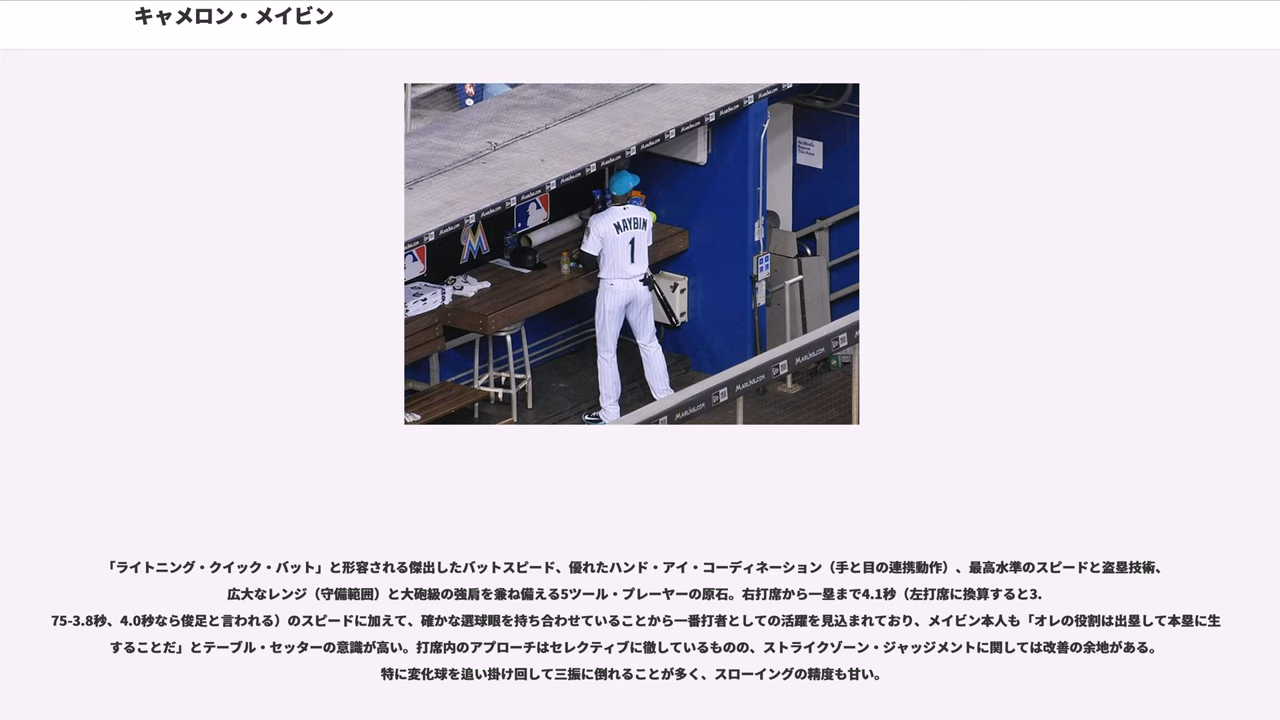 キャメロン・メイビン
No Media
Beyond
This Point
MAYBIN
1
MARLINS.COM
MARLINS.COM
MARLINS.COM
「ライトニング・クイック・バット」と形容される傑出したバットスピード、優れたハンド・アイ・コーディネーション（手と目の連携動作）、最高水準のスピードと盗塁技術、
広大なレンジ（守備範囲）と大砲級の強肩を兼ね備える5ツール・プレーヤーの原石。右打席から一塁まで4.1秒（左打席に換算すると3.
75-3.8秒、4.0秒なら俊足と言われる）のスピードに加えて、確かな選球眼を持ち合わせていることから一番打者としての活躍を見込まれており、メイビン本人も「オレの役割は出塁して本塁に生
することだ」とテーブル・セッターの意識が高い。打席内のアプローチはセレクティブに徹しているものの、ストライクゾーン・ジャッジメントに関しては改善の余地がある。
特に変化球を追い掛け回して三振に倒れることが多く、スローイングの精度も甘い。